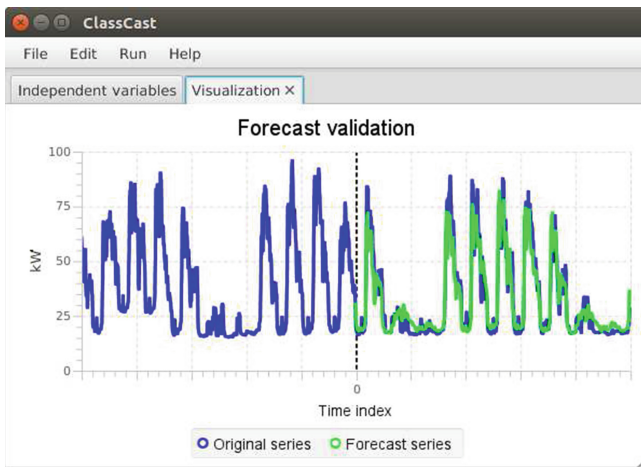 ClassCast
File Edit Run Help
Independent variables Visualization ×
Forecast validation
100
75
50
25
0
kW
0
Time index
Original series Forecast series